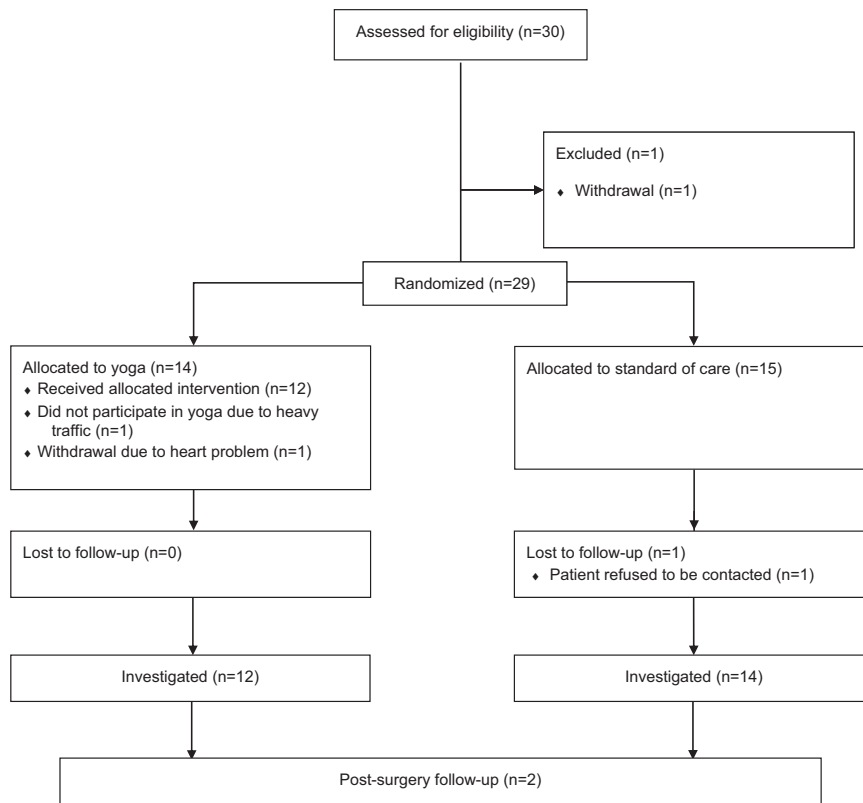 Assessed for eligibility (n=30)
Excluded (n=1)
♦ Withdrawal (n=1)
Randomized (n=29)
Allocated to yoga (n=14)
♦ Received allocated intervention (n=12)
♦ Did not participate in yoga due to heavy
traffic (n=1)
♦ Withdrawal due to heart problem (n=1)
Allocated to standard of care (n=15)
Lost to follow-up (n=0)
Lost to follow-up (n=1)
♦ Patient refused to be contacted (n=1)
Investigated (n=12)
Investigated (n=14)
Post-surgery follow-up (n=2)